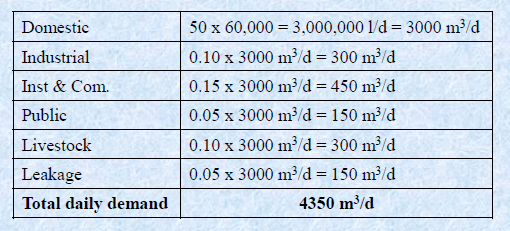 Domestic 50 x 60,000 = 3,000,000 l/d = 3000 m³/d
Industrial 0.10 x 3000 m³/d = 300 m³/d
Inst & Com. 0.15 x 3000 m³/d = 450 m³/d
Public 0.05 x 3000 m³/d = 150 m³/d
Livestock 0.10 x 3000 m³/d = 300 m³/d
Leakage 0.05 x 3000 m³/d = 150 m³/d
Total daily demand 4350 m³/d